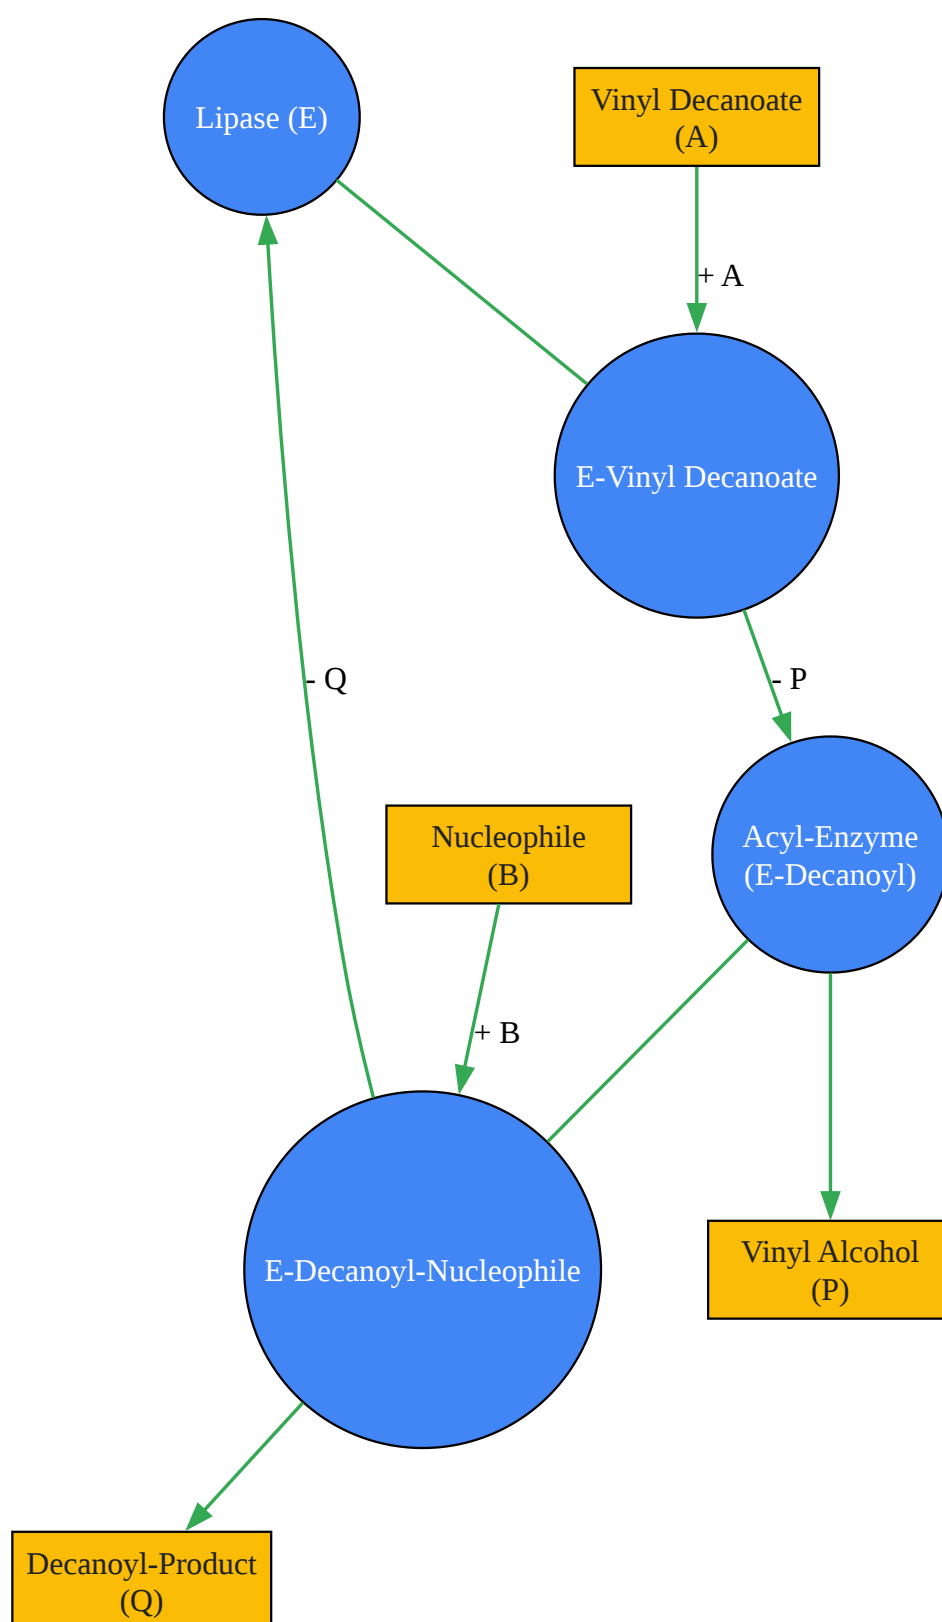 Lipase (E)
Vinyl Decanoate
(A)
+ A
E-Vinyl Decanoate
- Q
- P
Nucleophile
(B)
Acyl-Enzyme
(E-Decanoyl)
+ B
E-Decanoyl-Nucleophile
Vinyl Alcohol
(P)
Decanoyl-Product
(Q)